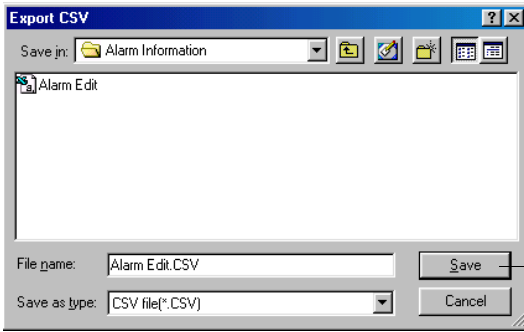 Export CSV
Save in: Alarm Information
Alarm Edit
File name: Alarm Edit.CSV Save
Save as type: CSV file(*.CSV) Cancel